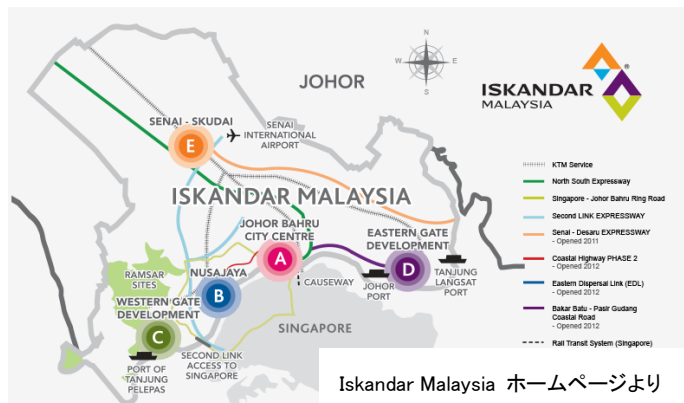 JOHOR
N
W
E
S
ISKANDAR
MALAYSIA
®
SENAI - SKUDAI
E
SENAI
INTERNATIONAL
AIRPORT
ISKANDAR MALAYSIA
JOHOR BAHRU
CITY CENTRE
A
EASTERN GATE
DEVELOPMENT
D
RAMSAR
SITES
NUSAJAYA
B
CAUSEWAY
JOHOR
PORT
TANJUNG
LANGSAT
PORT
WESTERN GATE
DEVELOPMENT
C
SINGAPORE
PORT OF
TANJUNG
PELEPAS
SECOND LINK
ACCESS TO
SINGAPORE
KTM Service
North South Expressway
Singapore - Johor Bahru Ring Road
Second LINK EXPRESSWAY
Senai - Desaru EXPRESSWAY
- Opened 2011
Coastal Highway PHASE 2
- Opened 2012
Eastern Dispersal Link (EDL)
- Opened 2012
Bakar Batu - Pasir Gudang
Coastal Road
- Opened 2012
Rail Transit System (Singapore)
Iskandar Malaysia ホームページより